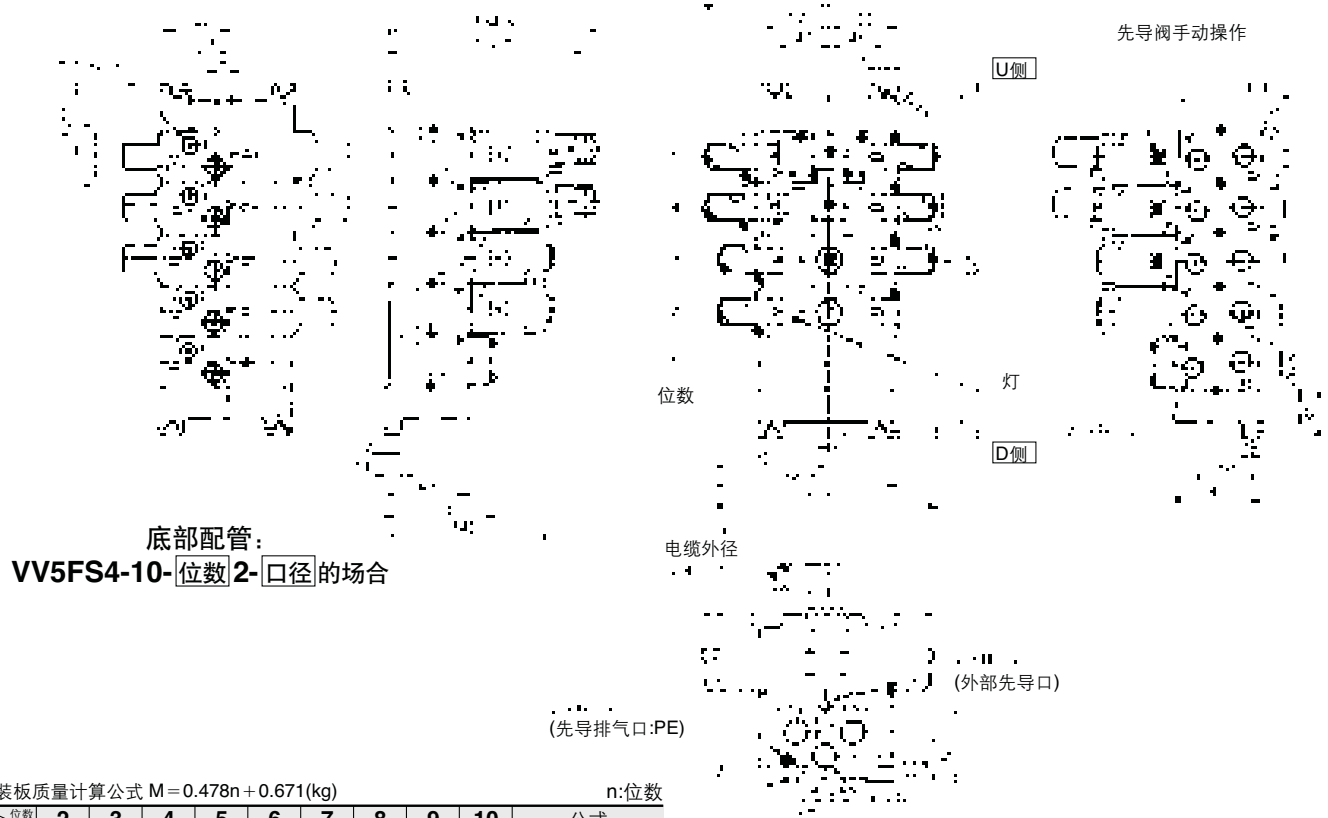 先导阀手动操作
U侧
位数
灯
D侧
底部配管：
VV5FS4-10-位数2-口径的场合
电缆外径
(外部先导口)
(先导排气口:PE)
装板质量计算公式 M＝0.478n＋0.671(kg)
n:位数
位数 2 3 4 5 6 7 8 9 10 公式